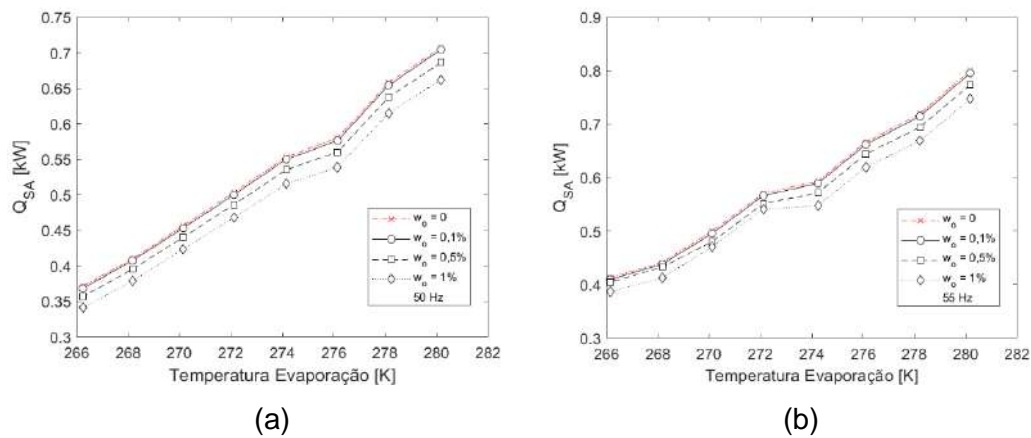 0.75
0.7
0.65
0.6
0.55
0.5
0.45
0.4
0.35
0.3
Q_SA [kW]
266 268 270 272 274 276 278 280 282
Temperatura Evaporação [K]
w_o = 0
w_o = 0,1%
w_o = 0,5%
w_o = 1%
50 Hz
(a)
0.9
0.8
0.7
0.6
0.5
0.4
0.3
Q_SA [kW]
266 268 270 272 274 276 278 280 282
Temperatura Evaporação [K]
w_o = 0
w_o = 0,1%
w_o = 0,5%
w_o = 1%
55 Hz
(b)